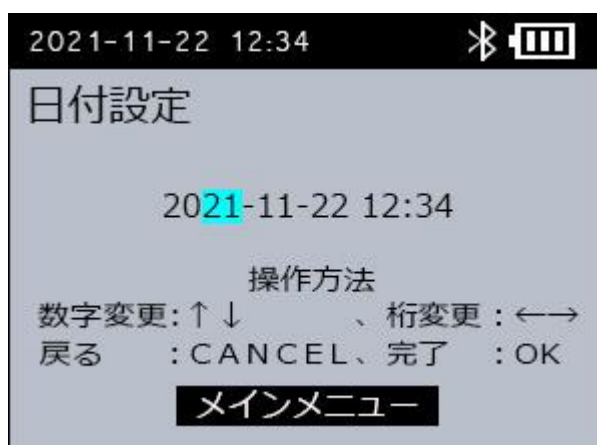 2021-11-22 12:34
日付設定
2021-11-22 12:34
操作方法
数字変更:↑↓　　　、桁変更：←→
戻る　　：ＣＡＮＣＥＬ、完了　：OK
メインメニュー